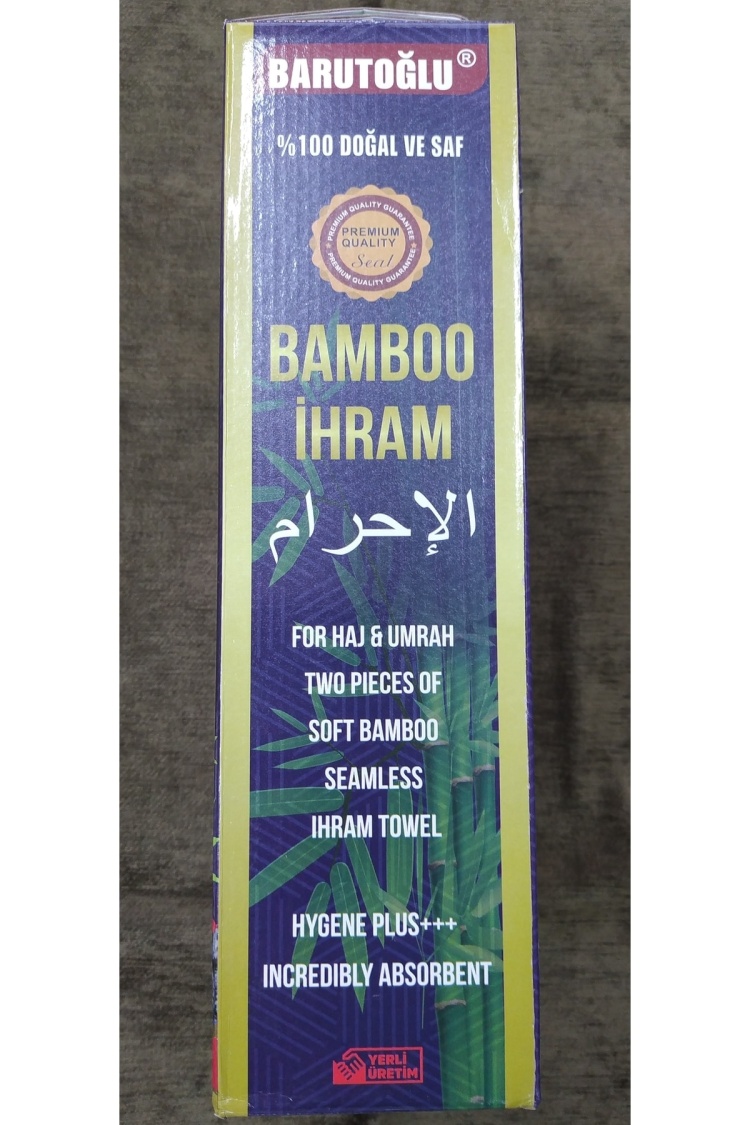 BARUTOĞLU®
%100 DOĞAL VE SAF
PREMIUM QUALITY GUARANTEE
PREMIUM
QUALITY
Seal
PREMIUM QUALITY GUARANTEE
BAMBOO
İHRAM
الإحرام
FOR HAJ & UMRAH
TWO PIECES OF
SOFT BAMBOO
SEAMLESS
IHRAM TOWEL
HYGENE PLUS+++
INCREDIBLY ABSORBENT
YERLİ
ÜRETİM